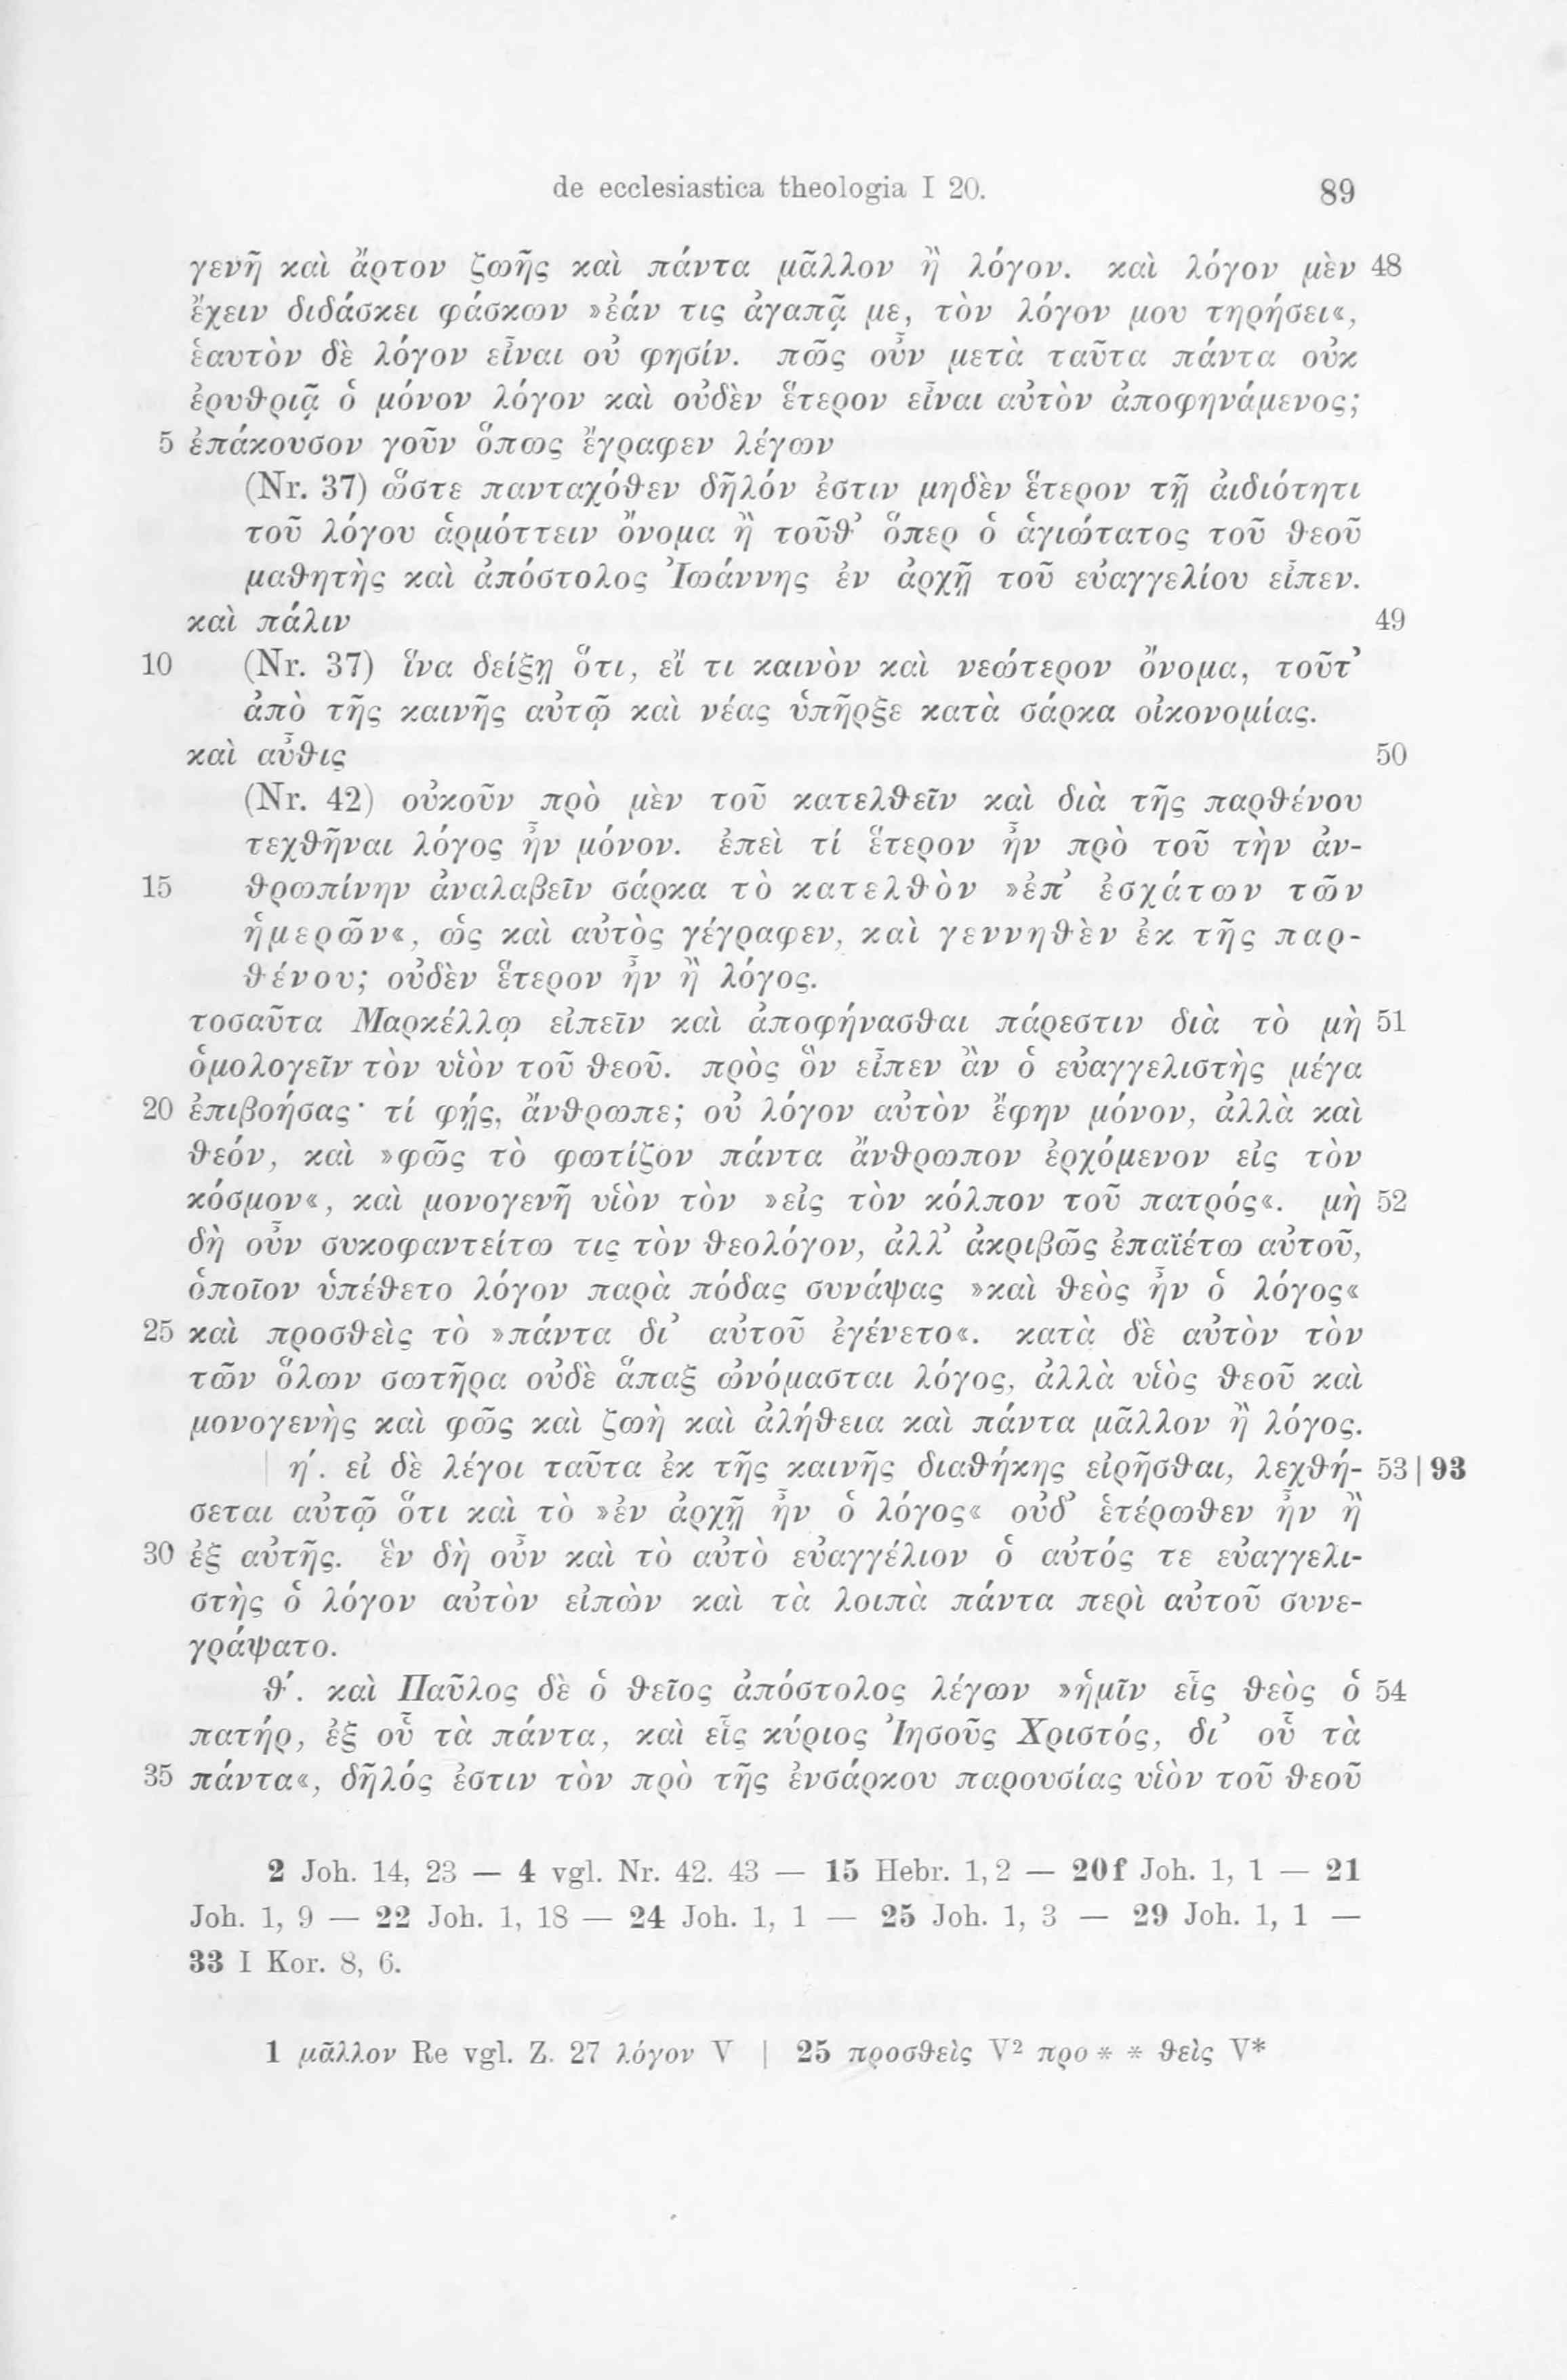 de ecclesiastica theologia I 20. 89
γενῆ καὶ ἄρτον ζωῆς καὶ πάντα μᾶλλον ἢ λόγον. καὶ λόγον μὲν 48
ἔχειν διδάσκει φάσκων »ἐάν τις ἀγαπᾷ με, τὸν λόγον μου τηρήσει«,
ἑαυτὸν δὲ λόγον εἶναι οὔ φησίν. πῶς οὖν μετὰ ταῦτα πάντα οὐκ
ἐρυθριᾷ ὁ μόνον λόγον καὶ οὐδὲν ἕτερον εἶναι αὐτὸν ἀποφηνάμενος;
5 ἐπάκουσον γοῦν ὅπως ἔγραφεν λέγων
(Nr. 37) ὥστε πανταχόθεν δῆλόν ἐστιν μηδὲν ἕτερον τῇ ἀιδιότητι
τοῦ λόγου ἁρμόττειν ὄνομα ἢ τοῦθ’ ὅπερ ὁ ἁγιώτατος τοῦ θεοῦ
μαθητὴς καὶ ἀπόστολος Ἰωάννης ἐν ἀρχῇ τοῦ εὐαγγελίου εἶπεν.
καὶ πάλιν 49
10 (Nr. 37) ἵνα δείξῃ ὅτι, εἴ τι καινὸν καὶ νεώτερον ὄνομα, τοῦτ’
ἀπὸ τῆς καινῆς αὐτῷ καὶ νέας ὑπῆρξε κατὰ σάρκα οἰκονομίας.
καὶ αὖθις 50
(Nr. 42) οὐκοῦν πρὸ μὲν τοῦ κατελθεῖν καὶ διὰ τῆς παρθένου
τεχθῆναι λόγος ἦν μόνον. ἐπεὶ τί ἕτερον ἦν πρὸ τοῦ τὴν ἀν-
15 θρωπίνην ἀναλαβεῖν σάρκα τὸ κατελθὸν »ἐπ’ ἐσχάτων τῶν
ἡμερῶν«, ὡς καὶ αὐτὸς γέγραφεν, καὶ γεννηθὲν ἐκ τῆς παρ-
θένου; οὐδὲν ἕτερον ἦν ἢ λόγος.
τοσαῦτα Μαρκέλλῳ εἰπεῖν καὶ ἀποφήνασθαι πάρεστιν διὰ τὸ μὴ 51
ὁμολογεῖν τὸν υἱὸν τοῦ θεοῦ. πρὸς ὃν εἶπεν ἂν ὁ εὐαγγελιστὴς μέγα
20 ἐπιβοήσας· τί φῄς, ἄνθρωπε; οὐ λόγον αὐτὸν ἔφην μόνον, ἀλλὰ καὶ
θεόν, καὶ »φῶς τὸ φωτίζον πάντα ἄνθρωπον ἐρχόμενον εἰς τὸν
κόσμον«, καὶ μονογενῆ υἱὸν τὸν »εἰς τὸν κόλπον τοῦ πατρός«. μὴ 52
δὴ οὖν συκοφαντείτω τις τὸν θεολόγον, ἀλλ’ ἀκριβῶς ἐπαϊέτω αὐτοῦ,
ὁποῖον ὑπέθετο λόγον παρὰ πόδας συνάψας »καὶ θεὸς ἦν ὁ λόγος«
25 καὶ προσθεὶς τὸ »πάντα δι’ αὐτοῦ ἐγένετο«. κατὰ δὲ αὐτὸν τὸν
τῶν ὅλων σωτῆρα οὐδὲ ἅπαξ ὠνόμασται λόγος, ἀλλὰ υἱὸς θεοῦ καὶ
μονογενὴς καὶ φῶς καὶ ζωὴ καὶ ἀλήθεια καὶ πάντα μᾶλλον ἢ λόγος.
| η΄. εἰ δὲ λέγοι ταῦτα ἐκ τῆς καινῆς διαθήκης εἰρῆσθαι, λεχθή- 53 | 93
σεται αὐτῷ ὅτι καὶ τὸ »ἐν ἀρχῇ ἦν ὁ λόγος« οὐδ’ ἑτέρωθεν ἦν ἢ
30 ἐξ αὐτῆς. ἓν δὴ οὖν καὶ τὸ αὐτὸ εὐαγγέλιον ὁ αὐτός τε εὐαγγελι-
στὴς ὁ λόγον αὐτὸν εἰπὼν καὶ τὰ λοιπὰ πάντα περὶ αὐτοῦ συνε-
γράψατο.
θ΄. καὶ Παῦλος δὲ ὁ θεῖος ἀπόστολος λέγων »ἡμῖν εἷς θεὸς ὁ 54
πατήρ, ἐξ οὗ τὰ πάντα, καὶ εἷς κύριος Ἰησοῦς Χριστός, δι’ οὗ τὰ
35 πάντα«, δῆλός ἐστιν τὸν πρὸ τῆς ἐνσάρκου παρουσίας υἱὸν τοῦ θεοῦ
2 Joh. 14, 23 — 4 vgl. Nr. 42. 43 — 15 Hebr. 1, 2 — 20f Joh. 1, 1 — 21
Joh. 1, 9 — 22 Joh. 1, 18 — 24 Joh. 1, 1 — 25 Joh. 1, 3 — 29 Joh. 1, 1 —
33 I Kor. 8, 6.
1 μᾶλλον Re vgl. Z. 27 λόγον V | 25 προσθεὶς V² προ * * θεὶς V*